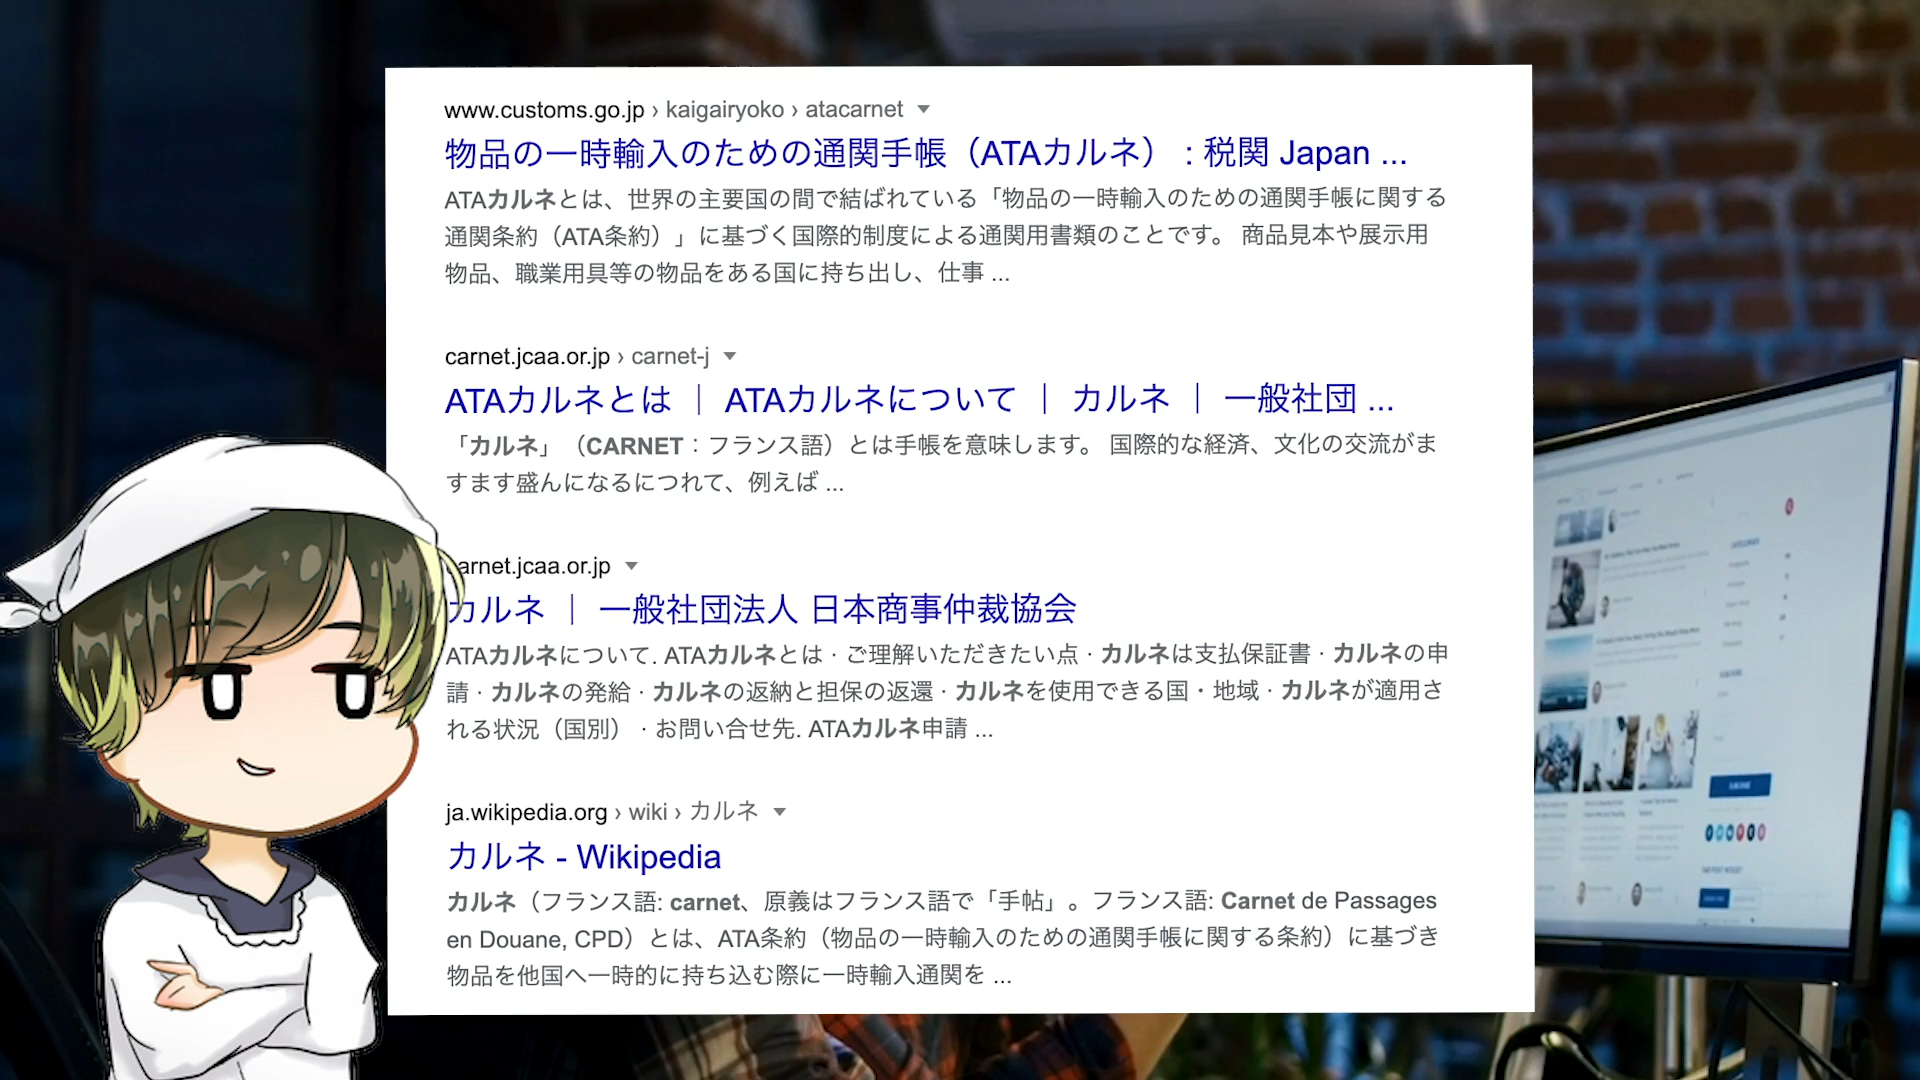 www.customs.go.jp › kaigairyoko › atacarnet
物品の一時輸入のための通関手帳（ATAカルネ） : 税関 Japan ...
ATAカルネとは、世界の主要国の間で結ばれている「物品の一時輸入のための通関手帳に関する
通関条約（ATA条約）」に基づく国際的制度による通関用書類のことです。 商品見本や展示用
物品、職業用具等の物品をある国に持ち出し、仕事 ...
carnet.jcaa.or.jp › carnet-j
ATAカルネとは ｜ ATAカルネについて ｜ カルネ ｜ 一般社団 ...
「カルネ」（CARNET：フランス語）とは手帳を意味します。 国際的な経済、文化の交流がま
すます盛んになるにつれて、例えば ...
arnet.jcaa.or.jp
カルネ ｜ 一般社団法人 日本商事仲裁協会
ATAカルネについて. ATAカルネとは · ご理解いただきたい点 · カルネは支払保証書 · カルネの申
請 · カルネの発給 · カルネの返納と担保の返還 · カルネを使用できる国・地域 · カルネが適用さ
れる状況（国別） · お問い合せ先. ATAカルネ申請 ...
ja.wikipedia.org › wiki › カルネ
カルネ - Wikipedia
カルネ（フランス語: carnet、原義はフランス語で「手帖」。フランス語: Carnet de Passages
en Douane, CPD）とは、ATA条約（物品の一時輸入のための通関手帳に関する条約）に基づき
物品を他国へ一時的に持ち込む際に一時輸入通関を ...